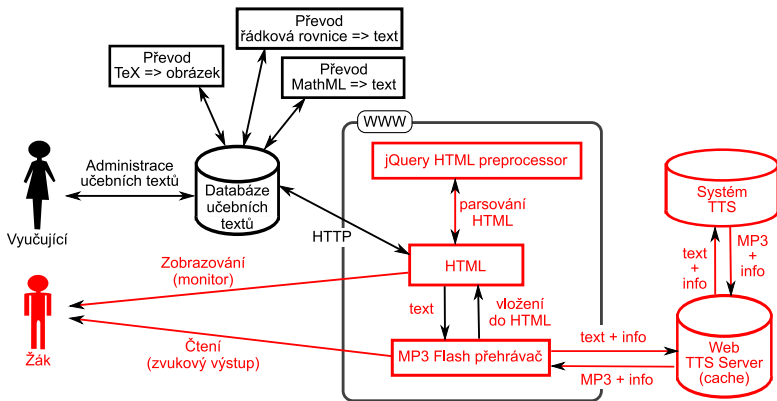 Převod
řádková rovnice => text
Převod
TeX => obrázek
Převod
MathML => text
WWW
jQuery HTML preprocessor
Administrace
učebních textů
Databáze
učebních
textů
Vyučující
parsování
HTML
HTTP
HTML
Systém
TTS
text
+
info
MP3
+
info
Zobrazování
(monitor)
text
vložení
do HTML
Žák
Čtení
(zvukový výstup)
MP3 Flash přehrávač
text + info
MP3 + info
Web
TTS Server
(cache)